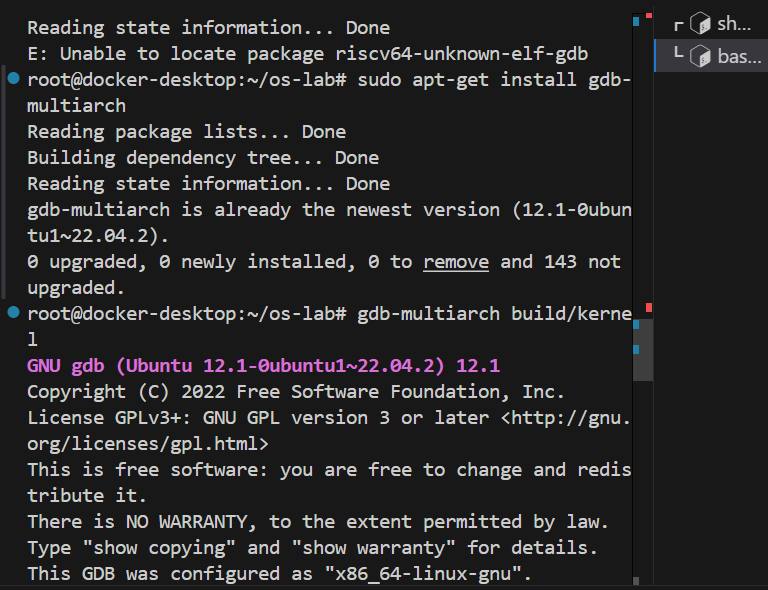 Reading state information... Done
E: Unable to locate package riscv64-unknown-elf-gdb
root@docker-desktop:~/os-lab# sudo apt-get install gdb-
multiarch
Reading package lists... Done
Building dependency tree... Done
Reading state information... Done
gdb-multiarch is already the newest version (12.1-0ubun
tu1~22.04.2).
0 upgraded, 0 newly installed, 0 to remove and 143 not
upgraded.
root@docker-desktop:~/os-lab# gdb-multiarch build/kerne
l
GNU gdb (Ubuntu 12.1-0ubuntu1~22.04.2) 12.1
Copyright (C) 2022 Free Software Foundation, Inc.
License GPLv3+: GNU GPL version 3 or later <http://gnu.
org/licenses/gpl.html>
This is free software: you are free to change and redis
tribute it.
There is NO WARRANTY, to the extent permitted by law.
Type "show copying" and "show warranty" for details.
This GDB was configured as "x86_64-linux-gnu".
sh...
bas...